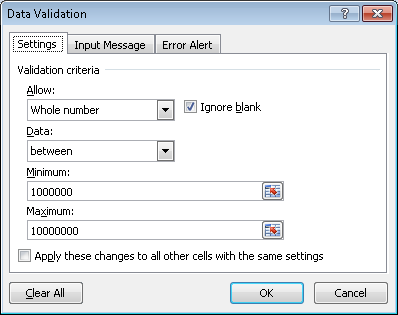 Data Validation
Settings Input Message Error Alert
Validation criteria
Allow:
Whole number Ignore blank
Data:
between
Minimum:
1000000
Maximum:
10000000
Apply these changes to all other cells with the same settings
Clear All OK Cancel